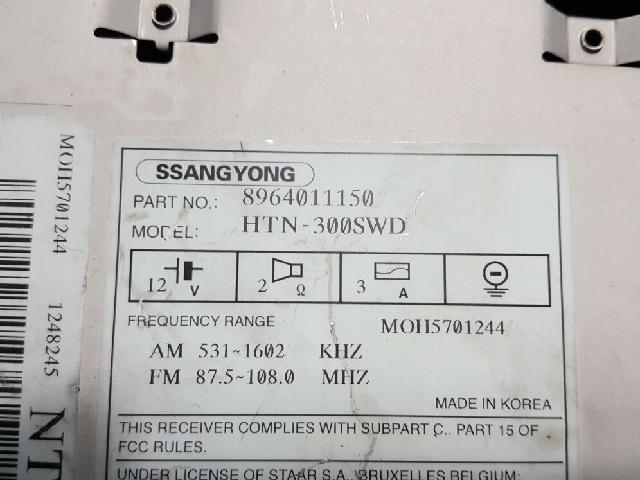 SSANGYONG
PART NO.: 8964011150
MODEL: HTN-300SWD
12 V 2 Ω 3 A
FREQUENCY RANGE MOH5701244
AM 531~1602 KHZ
FM 87.5~108.0 MHZ
MADE IN KOREA
THIS RECEIVER COMPLIES WITH SUBPART C., PART 15 OF
FCC RULES.
UNDER LICENSE OF STAAR S.A., BRUXELLES BELGIUM:
MOH5701244 1248245
NT